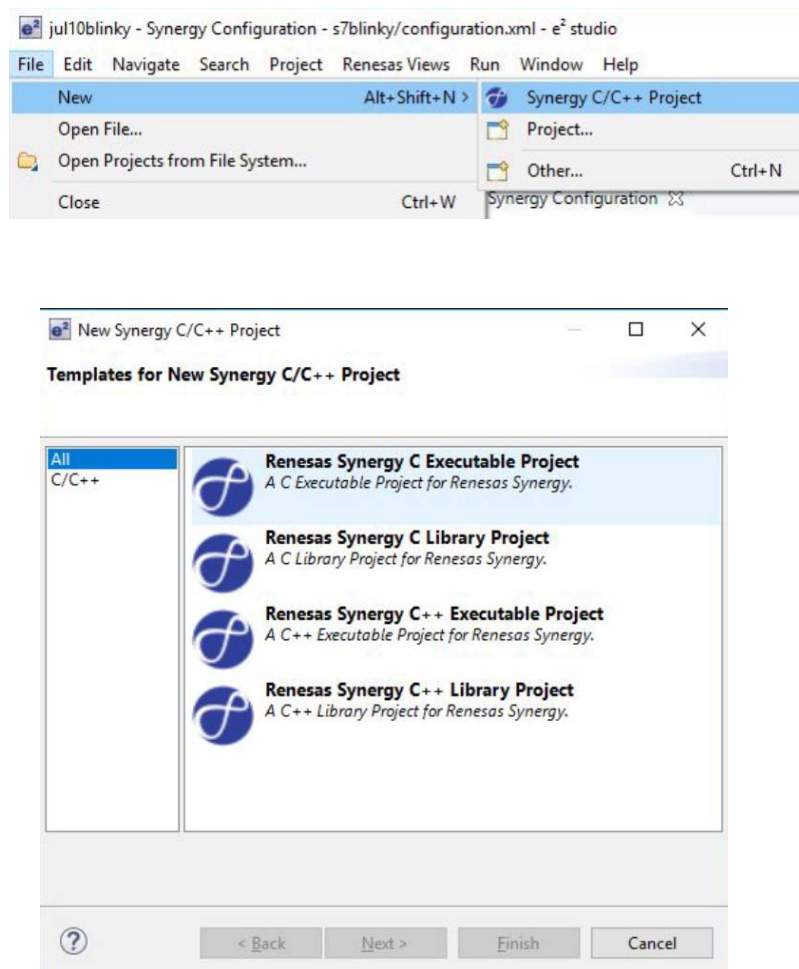 e² jul10blinky - Synergy Configuration - s7blinky/configuration.xml - e² studio
File Edit Navigate Search Project Renesas Views Run Window Help
New Alt+Shift+N > Synergy C/C++ Project
Open File... Project...
Open Projects from File System...
Other... Ctrl+N
Close Ctrl+W Synergy Configuration
e² New Synergy C/C++ Project
Templates for New Synergy C/C++ Project
All
C/C++
Renesas Synergy C Executable Project
A C Executable Project for Renesas Synergy.
Renesas Synergy C Library Project
A C Library Project for Renesas Synergy.
Renesas Synergy C++ Executable Project
A C++ Executable Project for Renesas Synergy.
Renesas Synergy C++ Library Project
A C++ Library Project for Renesas Synergy.
? < Back Next > Finish Cancel